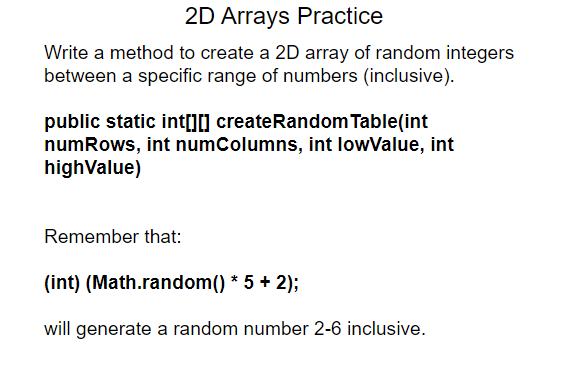 2D Arrays Practice
Write a method to create a 2D array of random integers
between a specific range of numbers (inclusive).
public static int[][] createRandomTable(int
numRows, int numColumns, int lowValue, int
highValue)
Remember that:
(int) (Math.random() * 5 + 2);
will generate a random number 2-6 inclusive.